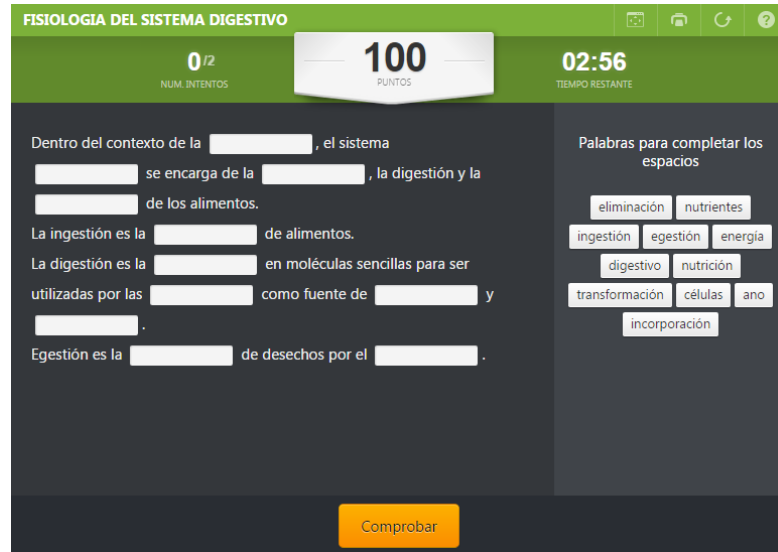 FISIOLOGIA DEL SISTEMA DIGESTIVO
0/2
NUM. INTENTOS
100
PUNTOS
02:56
TIEMPO RESTANTE
Dentro del contexto de la , el sistema
se encarga de la , la digestión y la
de los alimentos.
La ingestión es la de alimentos.
La digestión es la en moléculas sencillas para ser
utilizadas por las como fuente de y
.
Egestión es la de desechos por el .
Palabras para completar los
espacios
eliminación nutrientes
ingestión egestión energía
digestivo nutrición
transformación células ano
incorporación
Comprobar